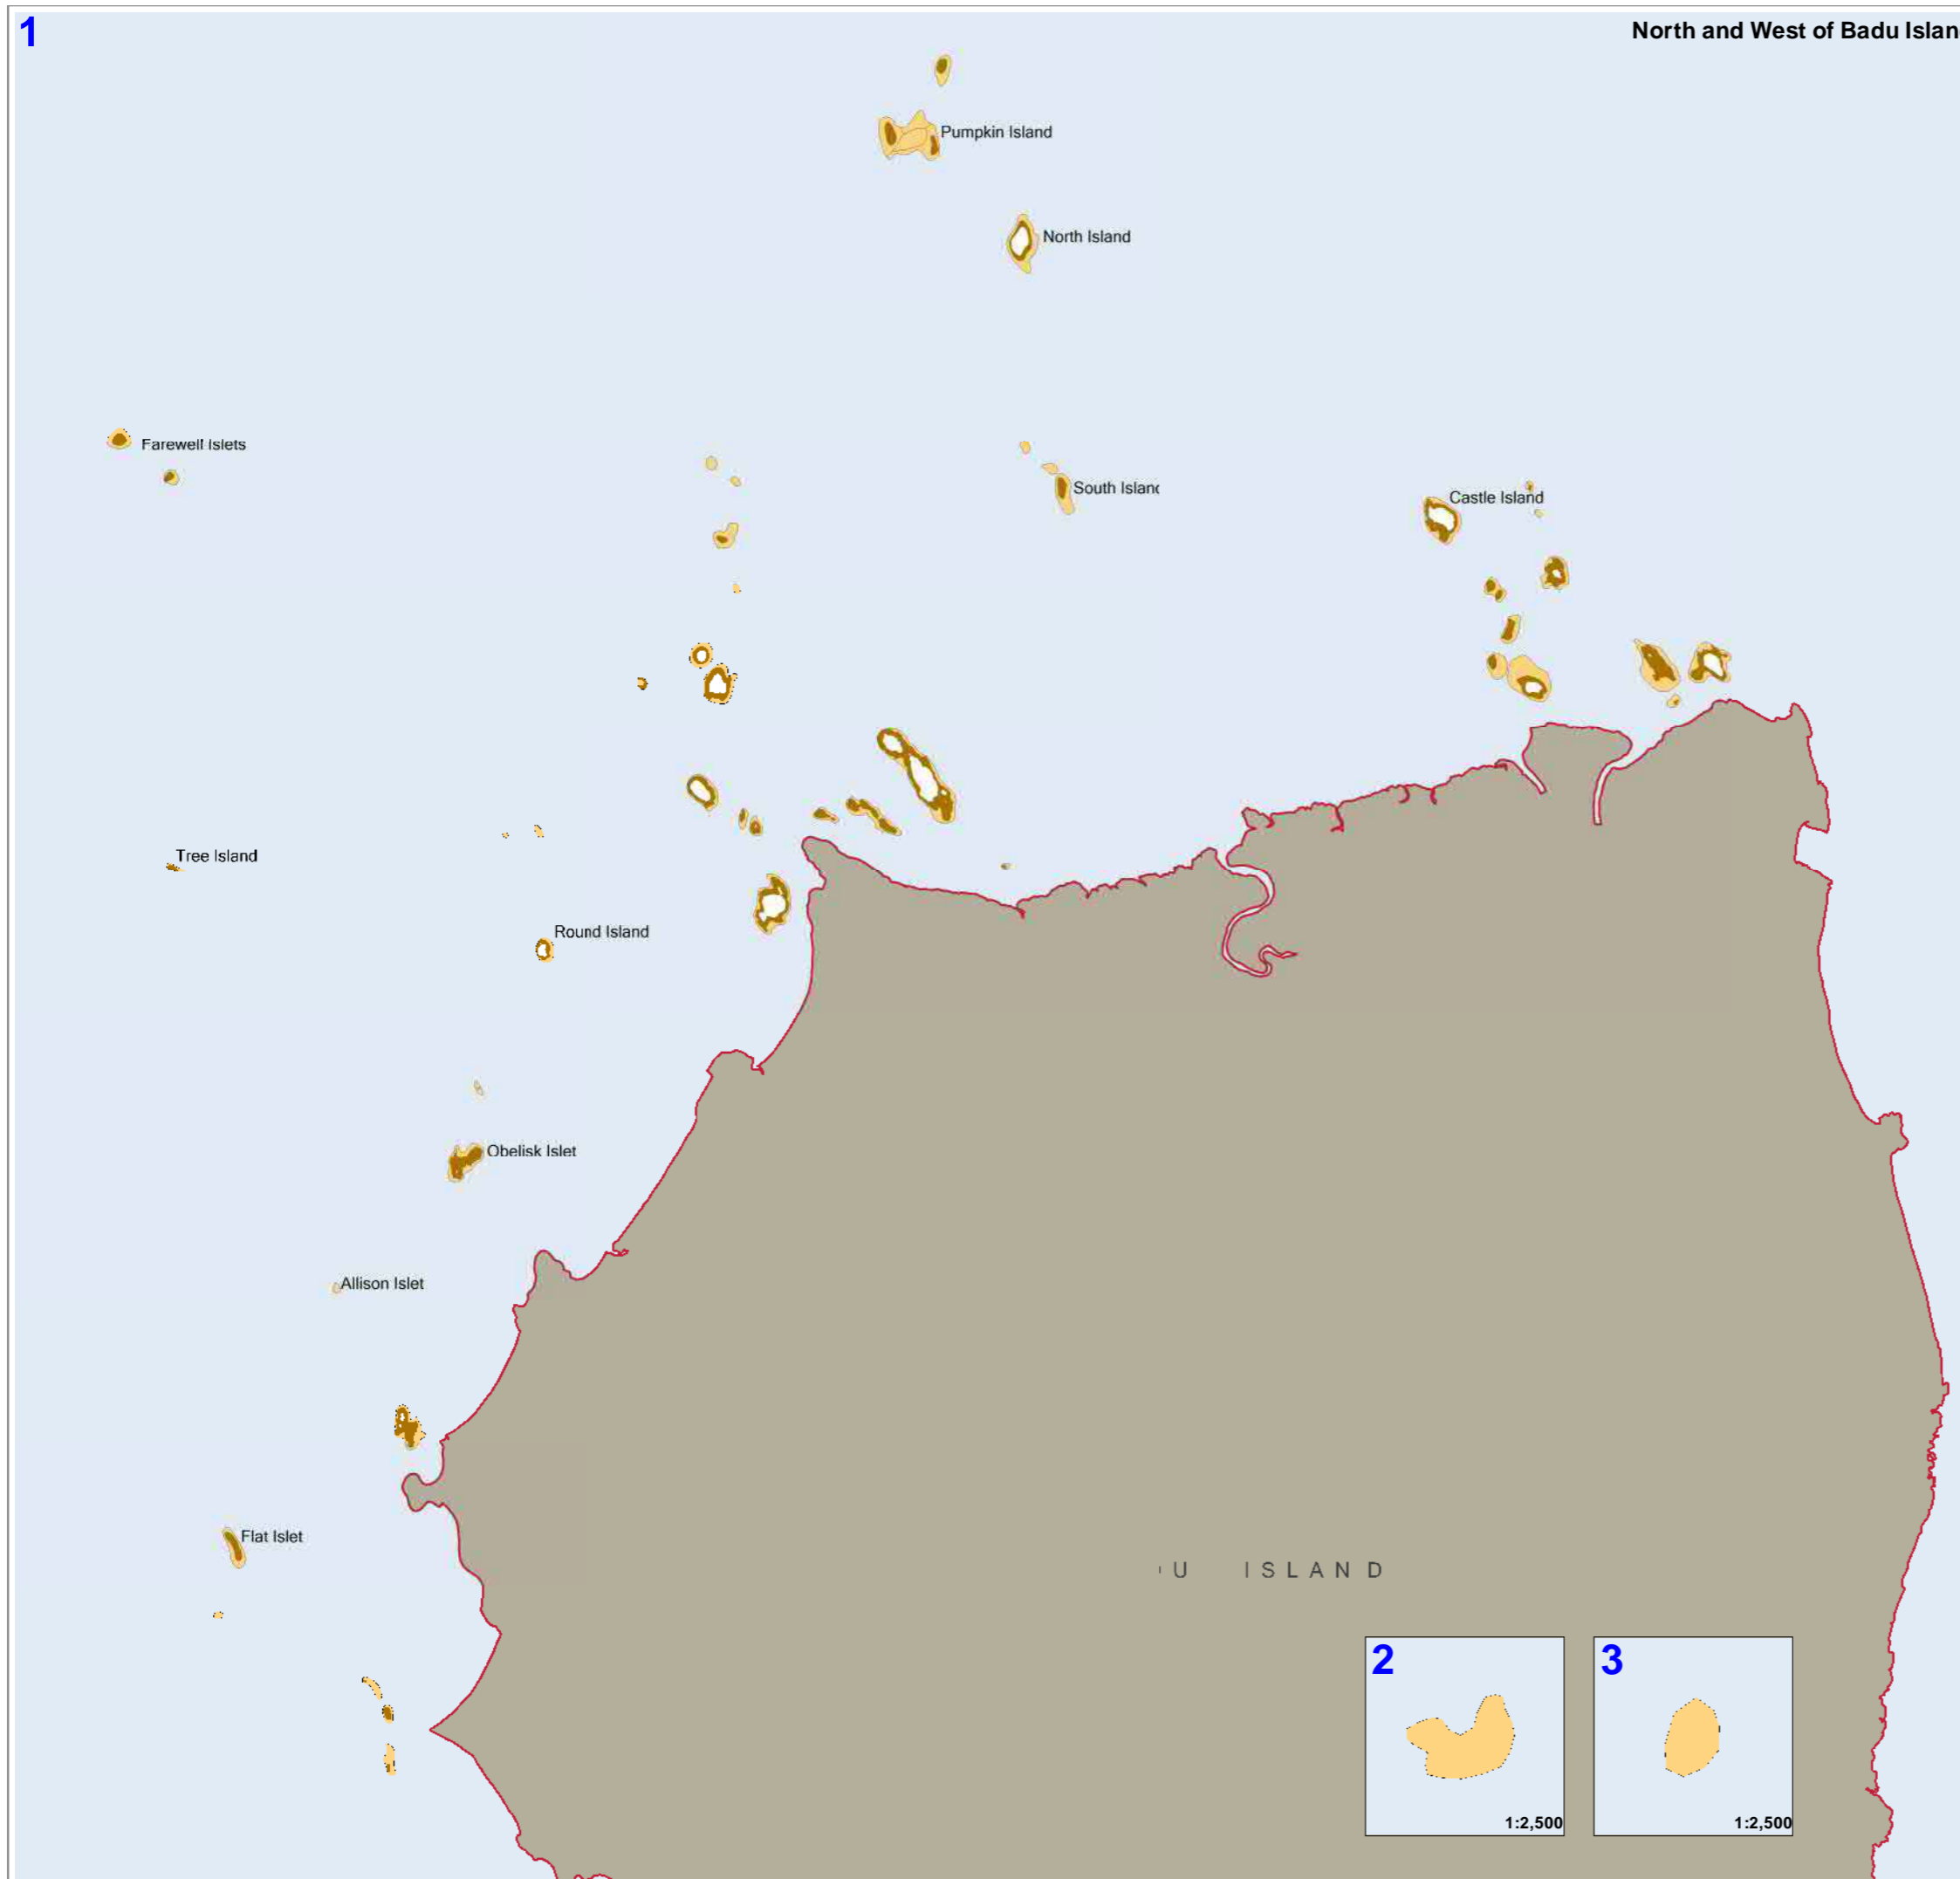 1
North and West of Badu Islan
Pumpkin Island
North Island
Farewell Islets
South Islan
Castle Island
Tree Island
Round Island
Obelisk Islet
Allison Islet
Flat Islet
U ISLAND
2
3
1:2,500
1:2,500